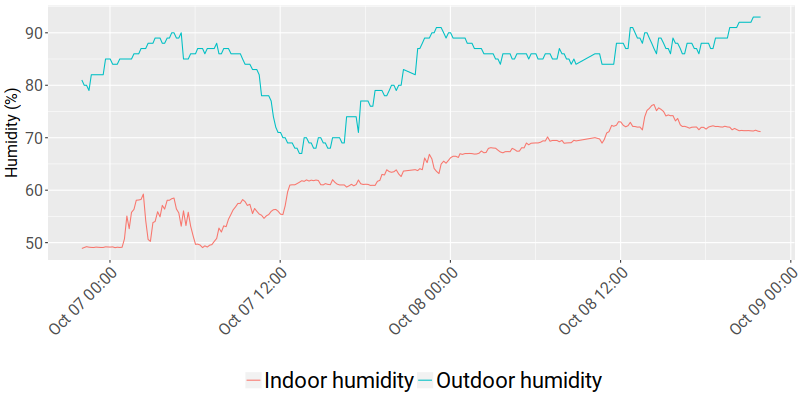 Humidity (%)
90
80
70
60
50
Oct 07 00:00
Oct 07 12:00
Oct 08 00:00
Oct 08 12:00
Oct 09 00:00
Indoor humidity Outdoor humidity